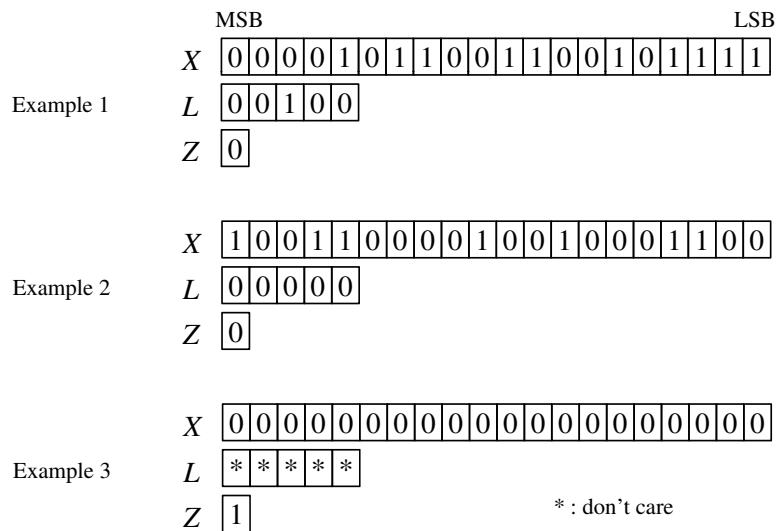 MSB LSB
X 0 0 0 0 1 0 1 1 0 0 1 1 0 0 1 0 1 1 1 1
Example 1 L 0 0 1 0 0
Z 0
X 1 0 0 1 1 0 0 0 0 1 0 0 1 0 0 0 1 1 0 0
Example 2 L 0 0 0 0 0
Z 0
X 0 0 0 0 0 0 0 0 0 0 0 0 0 0 0 0 0 0 0 0
Example 3 L * * * * *
Z 1 * : don't care